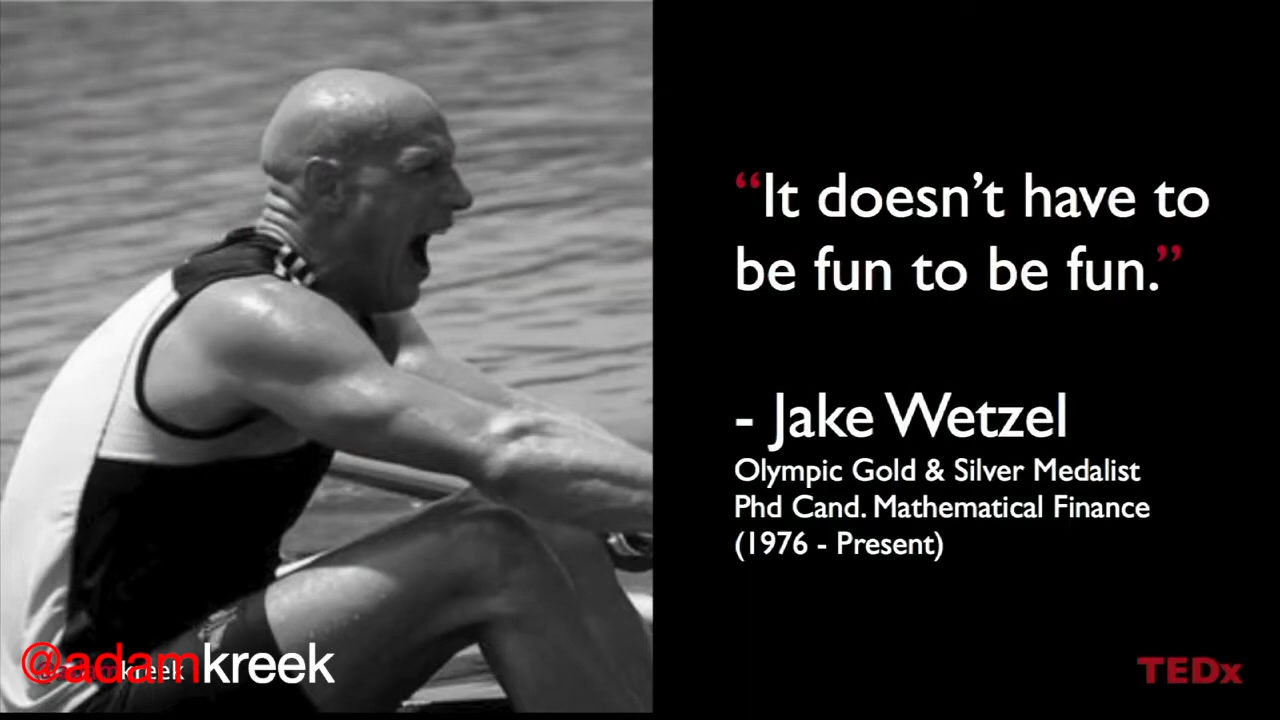 “It doesn’t have to
be fun to be fun.”
- Jake Wetzel
Olympic Gold & Silver Medalist
Phd Cand. Mathematical Finance
(1976 - Present)
@adamkreek
@adamkreek
TEDx